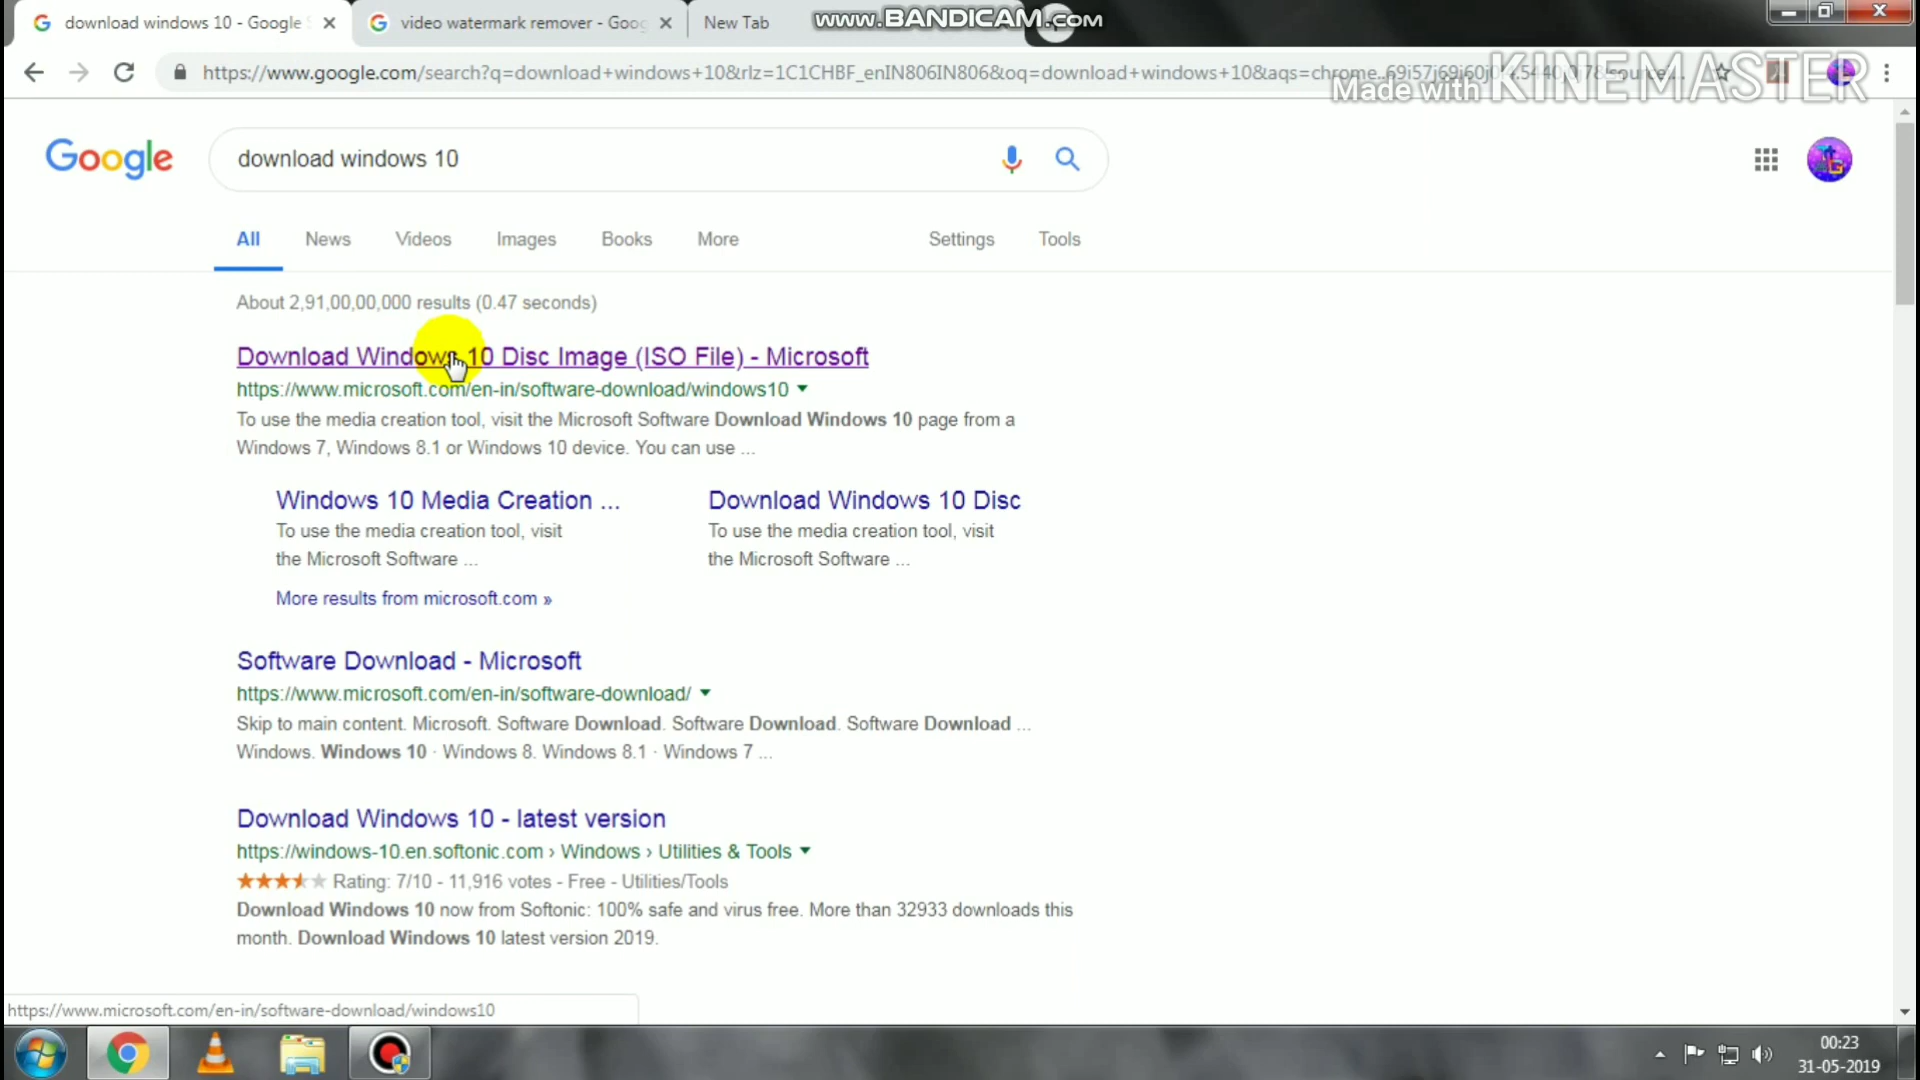 download windows 10 - Google
video watermark remover - Goog
New Tab
www.BANDICAM.com
https://www.google.com/search?q=download+windows+10&rlz=1C1CHBF_enIN806IN806&oq=download+windows+10&aqs=chrome..69i57j69i60j0l4.5440j0j7&source...
Made with KINEMASTER
Google
download windows 10
All News Videos Images Books More Settings Tools
About 2,91,00,00,000 results (0.47 seconds)
Download Windows 10 Disc Image (ISO File) - Microsoft
https://www.microsoft.com/en-in/software-download/windows10
To use the media creation tool, visit the Microsoft Software Download Windows 10 page from a
Windows 7, Windows 8.1 or Windows 10 device. You can use ...
Windows 10 Media Creation ...
To use the media creation tool, visit
the Microsoft Software ...
Download Windows 10 Disc
To use the media creation tool, visit
the Microsoft Software ...
More results from microsoft.com »
Software Download - Microsoft
https://www.microsoft.com/en-in/software-download/
Skip to main content. Microsoft. Software Download. Software Download. Software Download ...
Windows. Windows 10 · Windows 8. Windows 8.1 · Windows 7 ...
Download Windows 10 - latest version
https://windows-10.en.softonic.com › Windows › Utilities & Tools
Rating: 7/10 - 11,916 votes - Free - Utilities/Tools
Download Windows 10 now from Softonic: 100% safe and virus free. More than 32933 downloads this
month. Download Windows 10 latest version 2019.
https://www.microsoft.com/en-in/software-download/windows10
00:23
31-05-2019